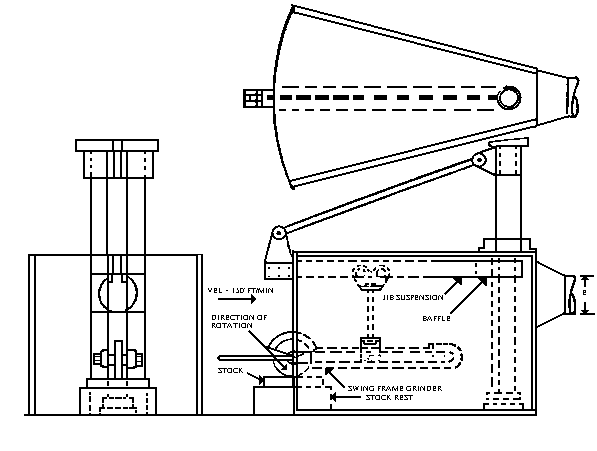 VEL - 150 FT/MIN
JIB SUSPENSION
BAFFLE
DIRECTION OF
ROTATION
STOCK
SWING FRAME GRINDER
STOCK REST